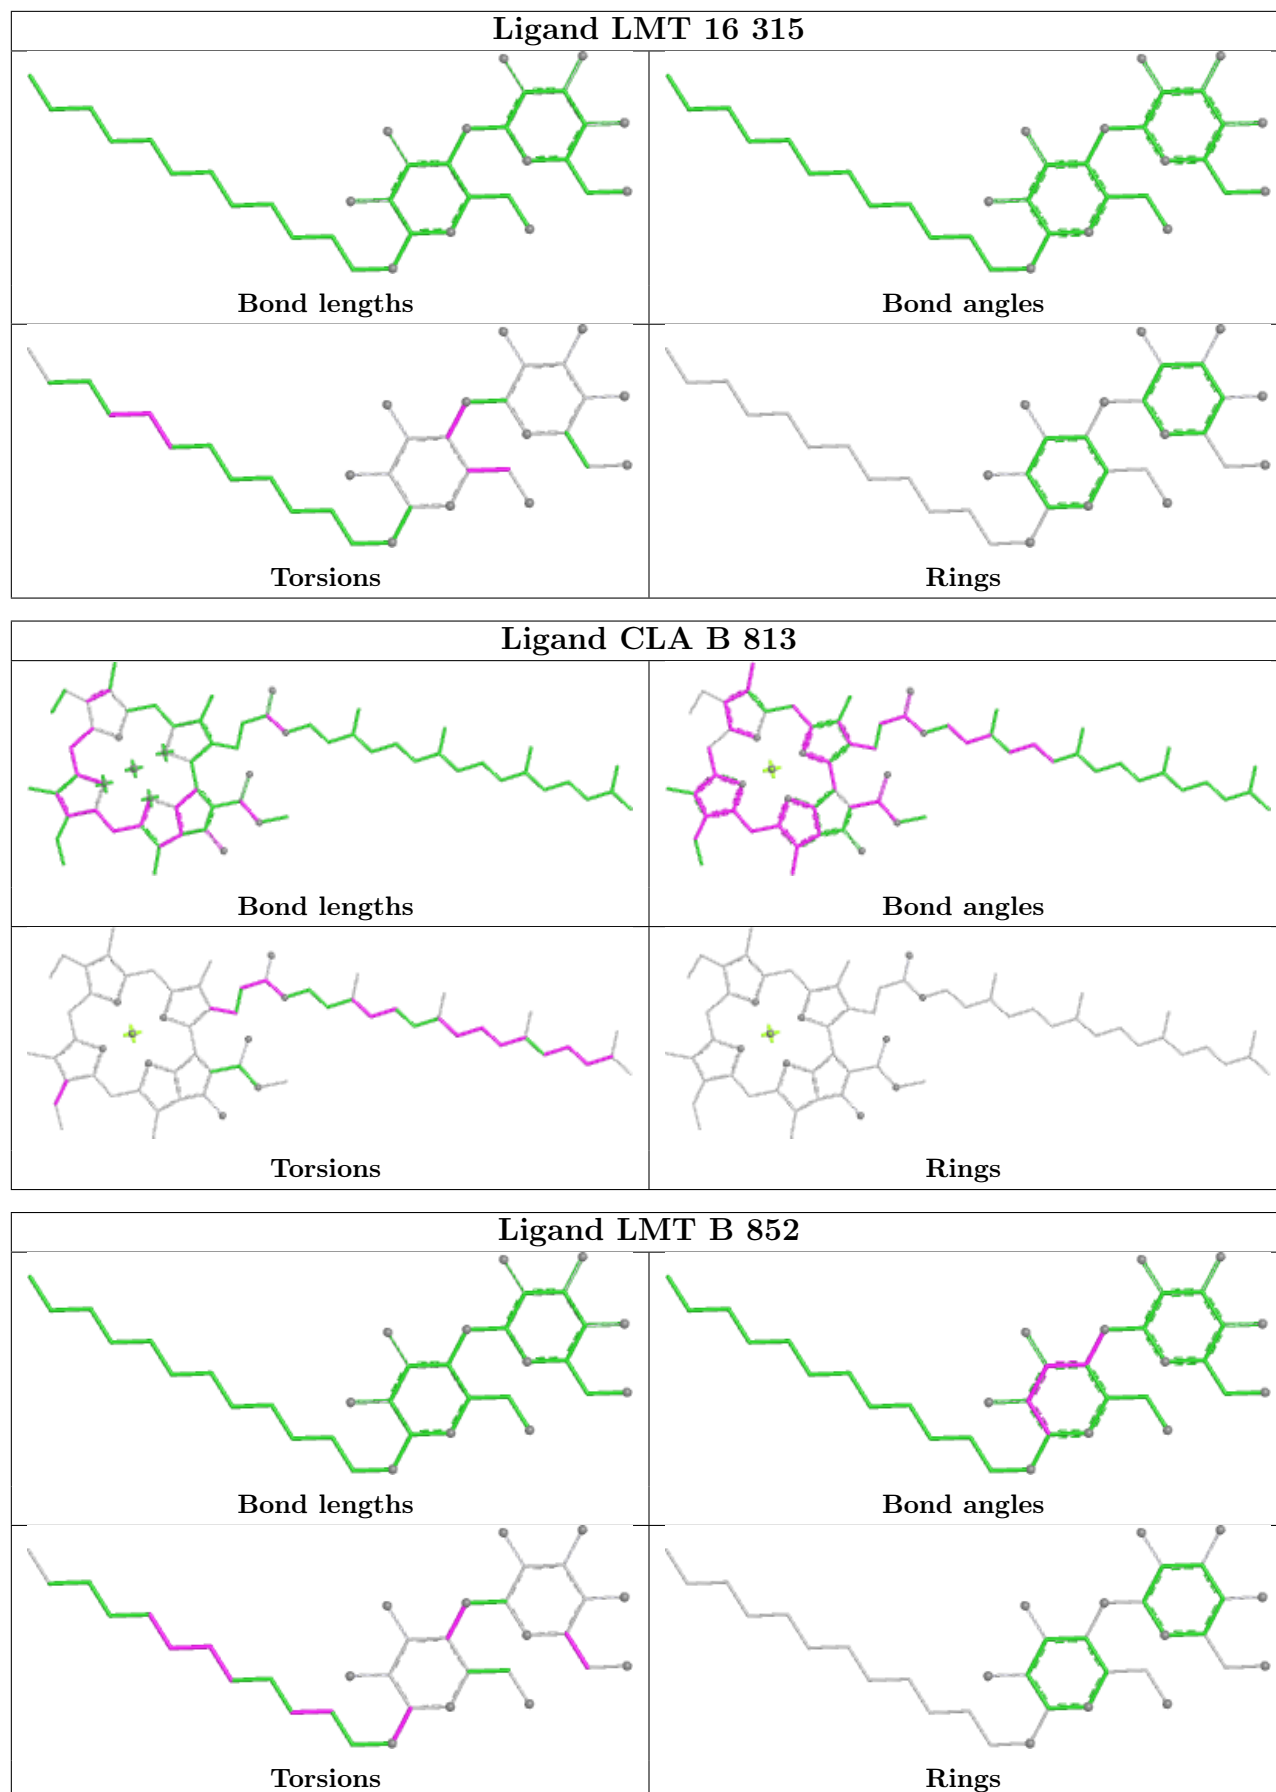 Ligand LMT 16 315
Bond lengths
Bond angles
Torsions
Rings
Ligand CLA B 813
Bond lengths
Bond angles
Torsions
Rings
Ligand LMT B 852
Bond lengths
Bond angles
Torsions
Rings